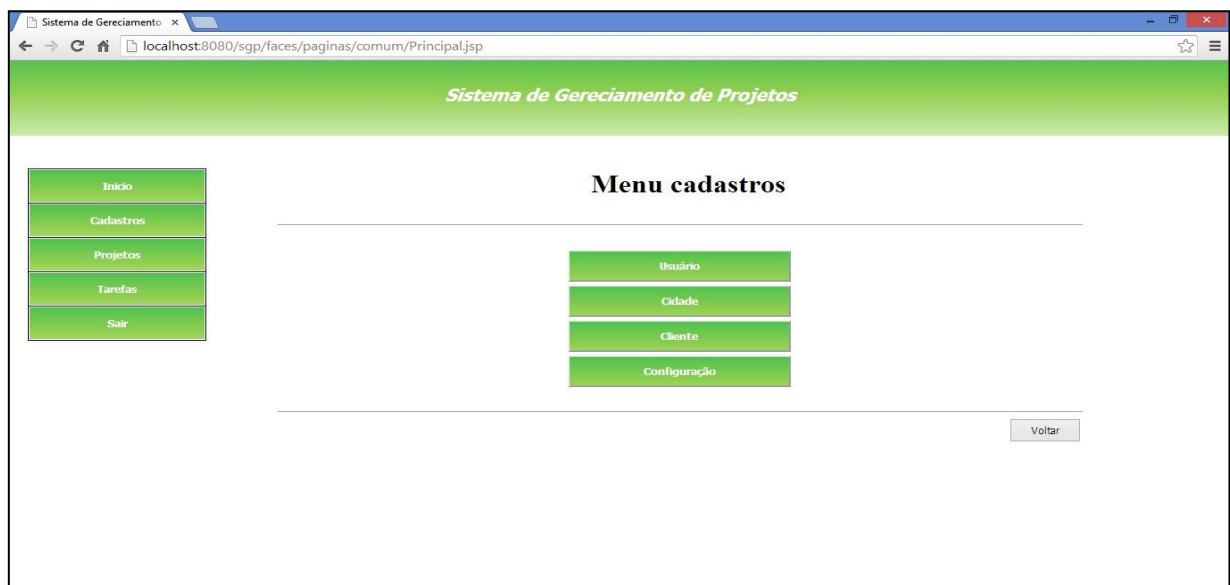 Sistema de Gereciamento
localhost:8080/sgp/faces/paginas/comum/Principal.jsp
Sistema de Gereciamento de Projetos
Inicio
Cadastros
Projetos
Tarefas
Sair
Menu cadastros
Usuário
Cidade
Cliente
Configuração
Voltar